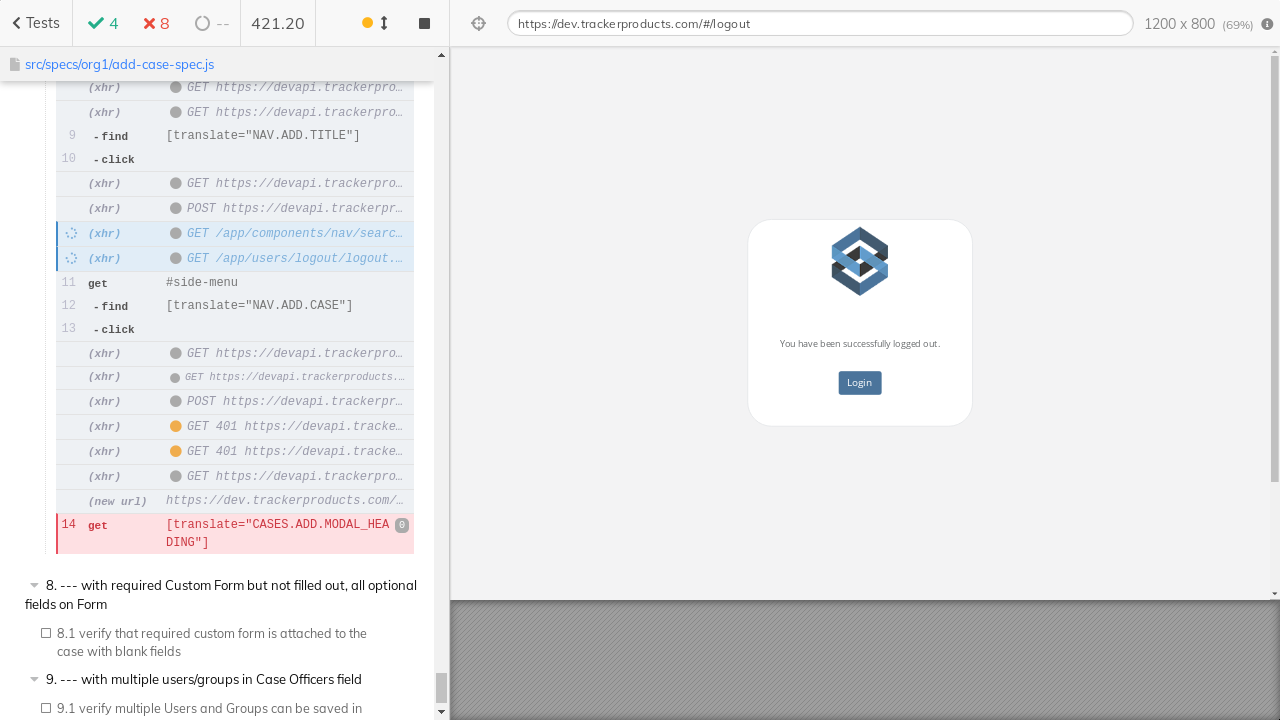 Tests 4 8 -- 421.20
https://dev.trackerproducts.com/#/logout 1200 x 800 (69%)
src/specs/org1/add-case-spec.js
(xhr) GET https://devapi.trackerpro…
(xhr) GET https://devapi.trackerpro…
9 -find [translate="NAV.ADD.TITLE"]
10 -click
(xhr) GET https://devapi.trackerpro…
(xhr) POST https://devapi.trackerpr…
(xhr) GET /app/components/nav/searc…
(xhr) GET /app/users/logout/logout.…
11 get #side-menu
12 -find [translate="NAV.ADD.CASE"]
13 -click
(xhr) GET https://devapi.trackerpro…
(xhr) GET https://devapi.trackerproducts.…
(xhr) POST https://devapi.trackerpr…
(xhr) GET 401 https://devapi.tracke…
(xhr) GET 401 https://devapi.tracke…
(xhr) GET https://devapi.trackerpro…
(new url) https://dev.trackerproducts.com/…
14 get [translate="CASES.ADD.MODAL_HEA 0
DING"]
8. --- with required Custom Form but not filled out, all optional
fields on Form
8.1 verify that required custom form is attached to the
case with blank fields
9. --- with multiple users/groups in Case Officers field
9.1 verify multiple Users and Groups can be saved in
You have been successfully logged out.
Login